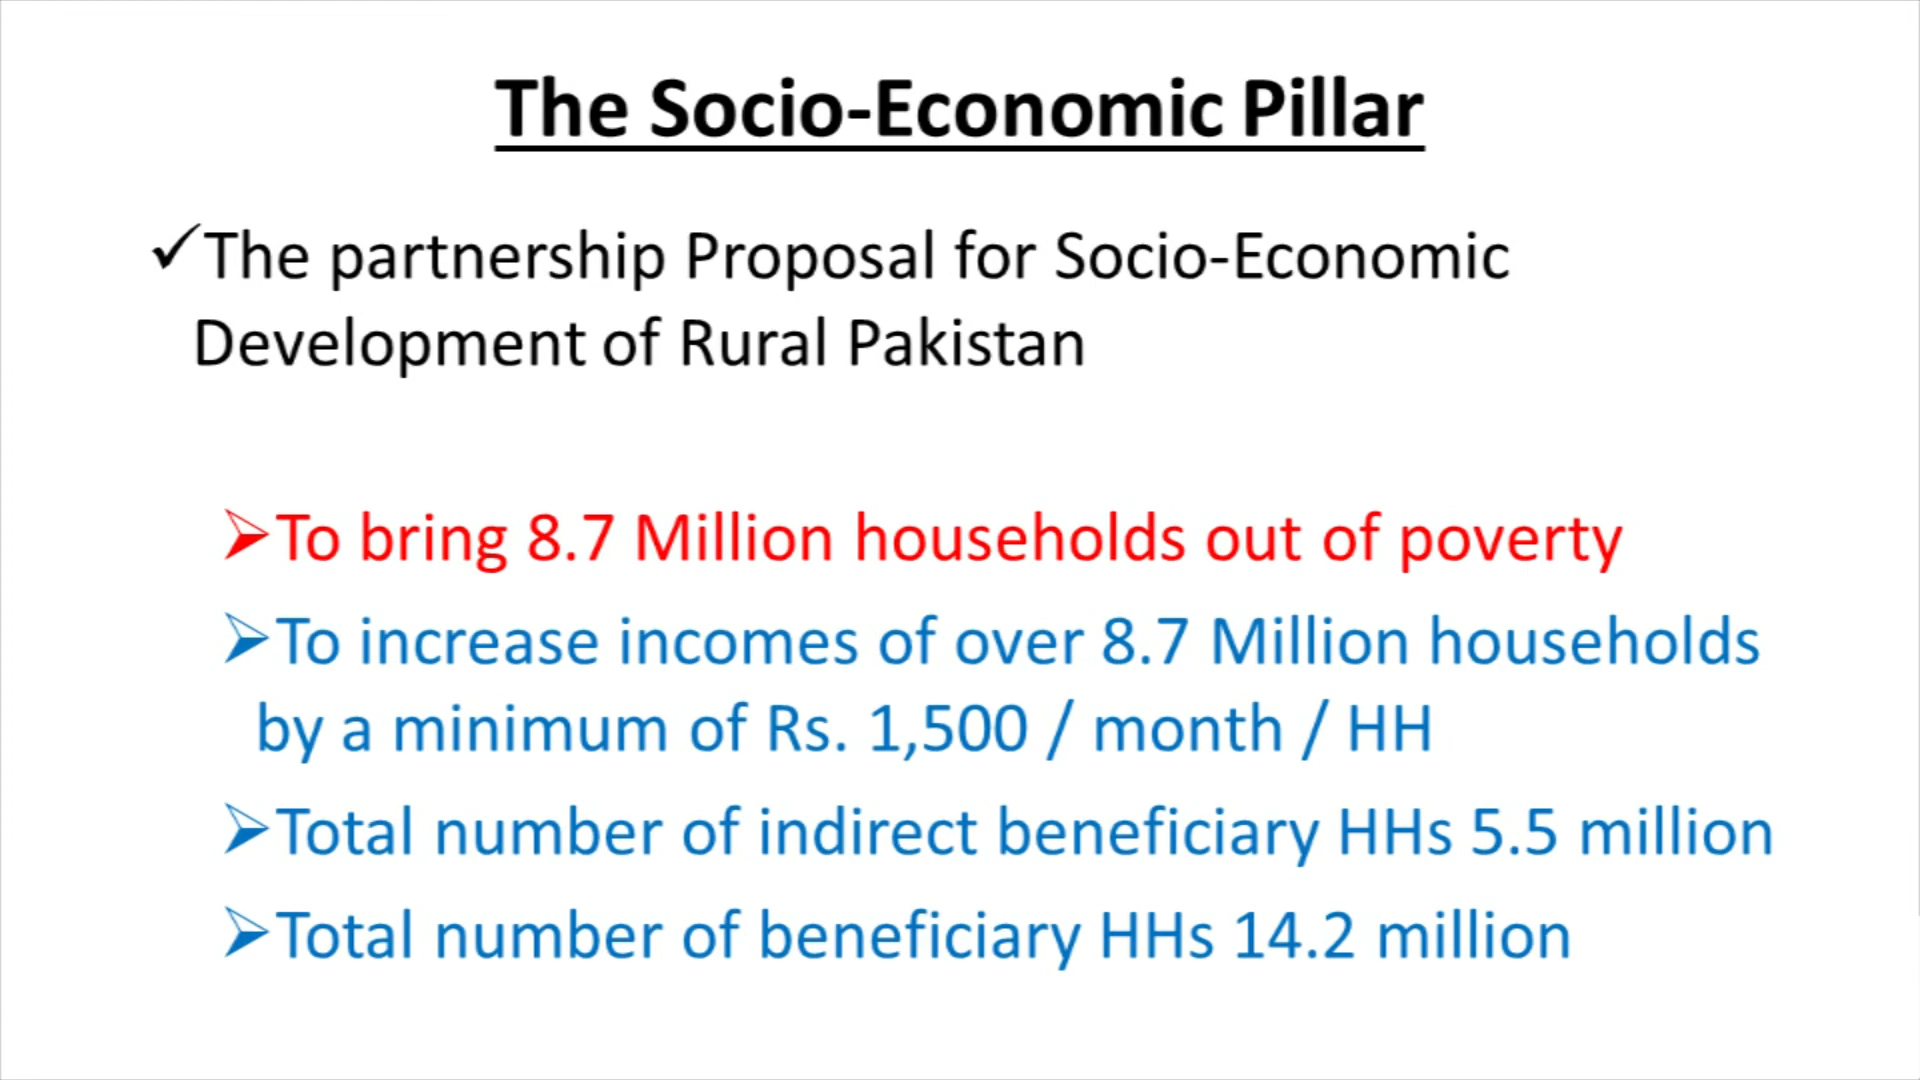 The Socio-Economic Pillar
✓The partnership Proposal for Socio-Economic
Development of Rural Pakistan
➢To bring 8.7 Million households out of poverty
➢To increase incomes of over 8.7 Million households
by a minimum of Rs. 1,500 / month / HH
➢Total number of indirect beneficiary HHs 5.5 million
➢Total number of beneficiary HHs 14.2 million